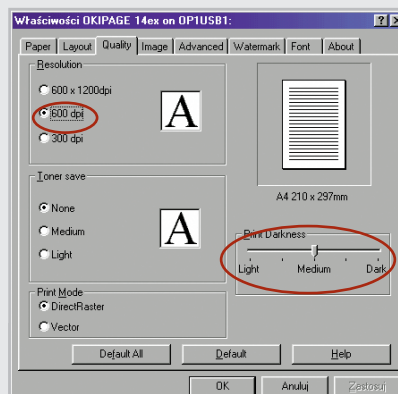 Właściwości OKIPAGE 14ex on OP1USB1:
Paper Layout Quality Image Advanced Watermark Font About
Resolution
600 x 1200dpi
600 dpi
300 dpi
A
A4 210 x 297mm
Toner save
None
Medium
Light
A
Print Darkness
Light Medium Dark
Print Mode
DirectRaster
Vector
Default All Default Help
OK Anuluj Zastosuj